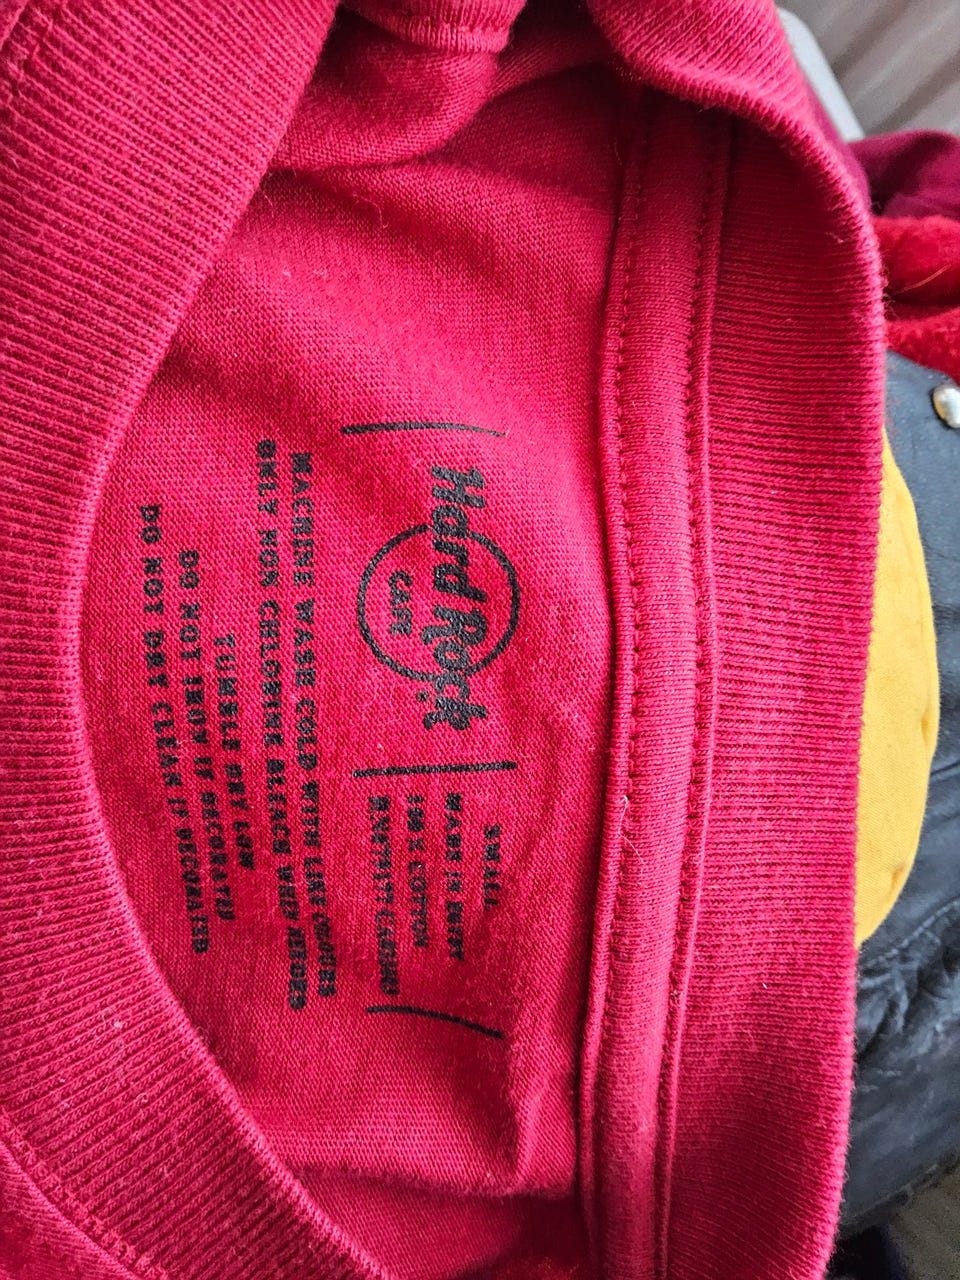 Hard Rock
CAFE
SMALL
MADE IN EGYPT
100% COTTON
MACHINE WASH COLD WITH LIKE COLORS
ONLY NON CHLORINE BLEACH WHEN NEEDED
TUMBLE DRY LOW
DO NOT IRON IF DECORATED
DO NOT DRY CLEAN IF DECORATED